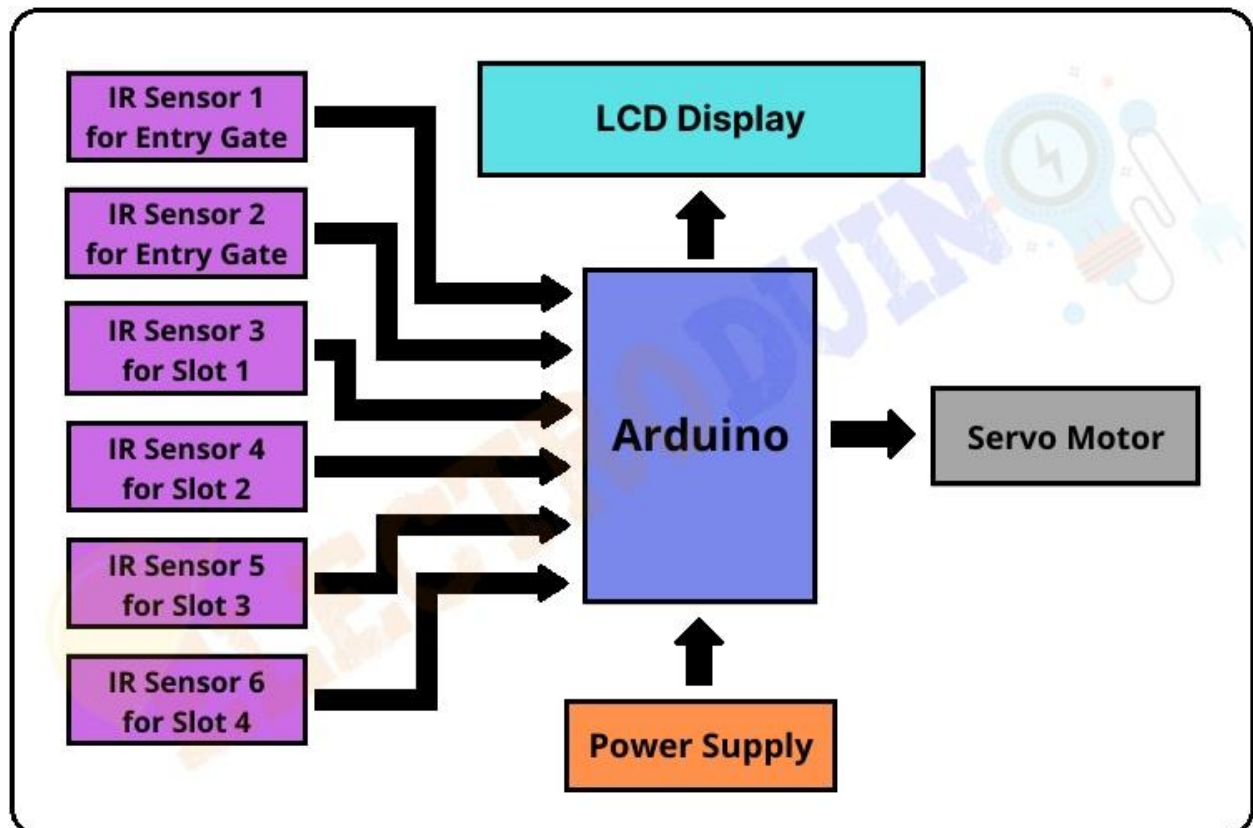 IR Sensor 1
for Entry Gate
IR Sensor 2
for Entry Gate
IR Sensor 3
for Slot 1
IR Sensor 4
for Slot 2
IR Sensor 5
for Slot 3
IR Sensor 6
for Slot 4
LCD Display
Arduino
Servo Motor
Power Supply
ELECTRODUINO